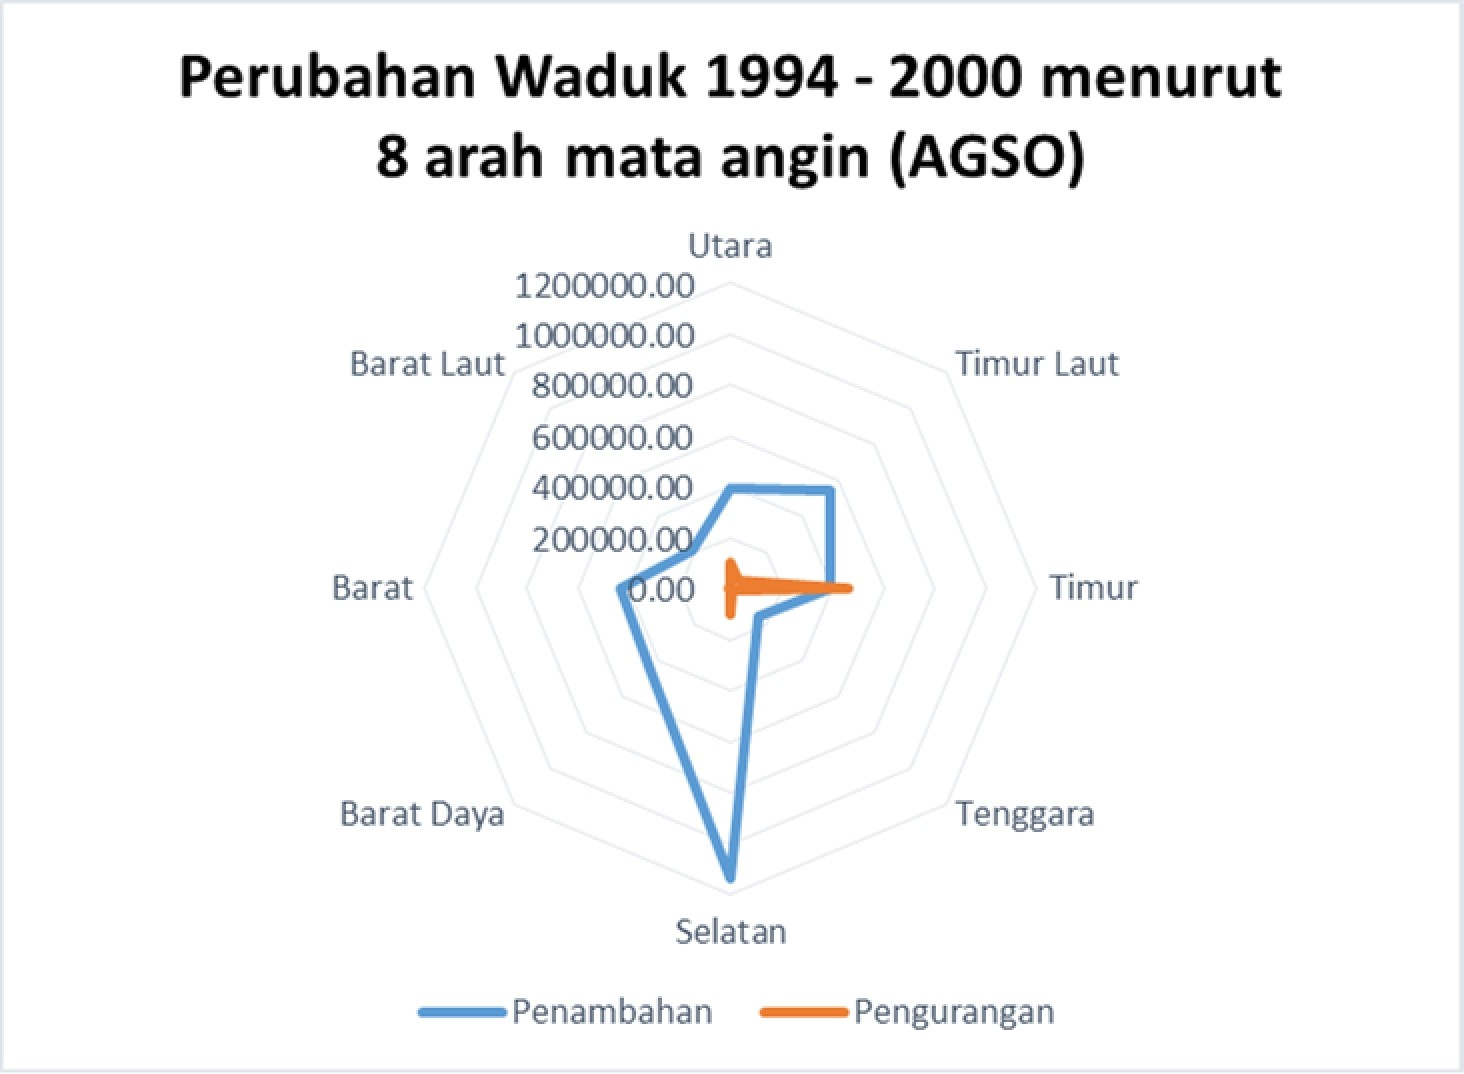 Perubahan Waduk 1994 - 2000 menurut
8 arah mata angin (AGSO)
Utara
1200000.00
1000000.00
Barat Laut
Timur Laut
800000.00
600000.00
400000.00
200000.00
Barat
0.00
Timur
Barat Daya
Tenggara
Selatan
Penambahan
Pengurangan